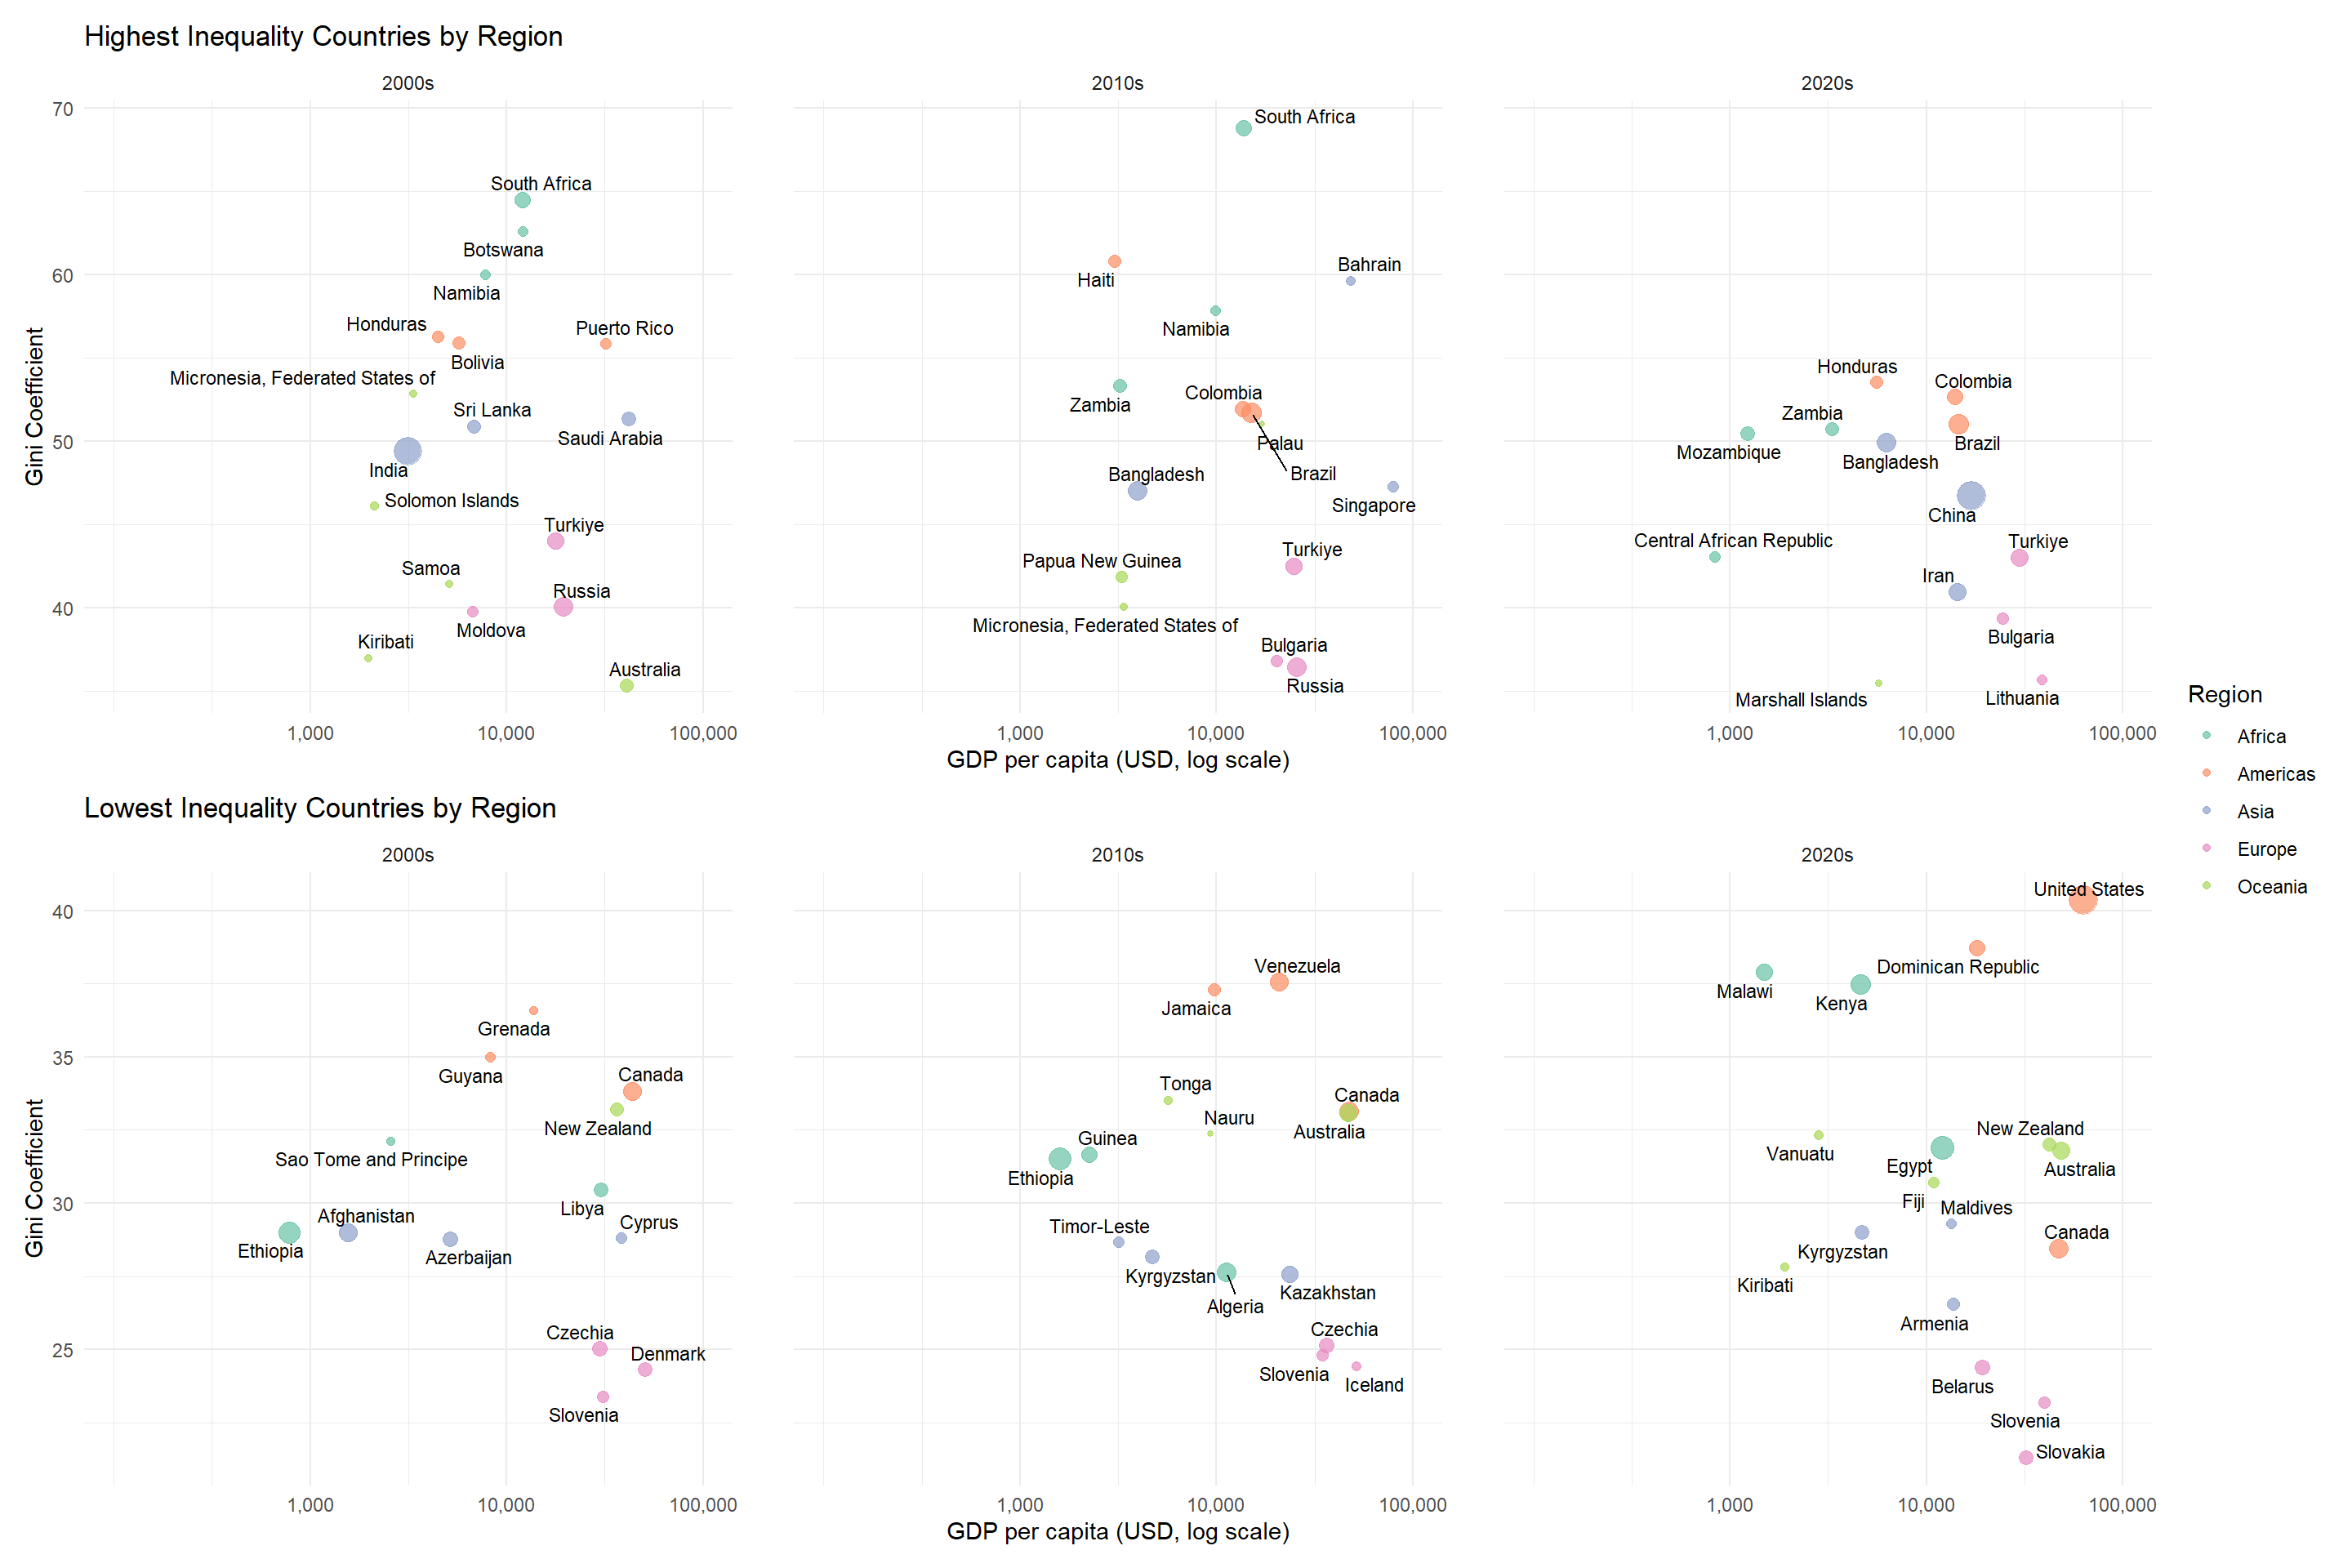 Highest Inequality Countries by Region
2000s
2010s
2020s
Gini Coefficient
70
60
50
40
South Africa
Botswana
Namibia
Honduras
Puerto Rico
Bolivia
Micronesia, Federated States of
Sri Lanka
Saudi Arabia
India
Solomon Islands
Turkiye
Samoa
Russia
Moldova
Kiribati
Australia
1,000
10,000
100,000
South Africa
Haiti
Bahrain
Namibia
Colombia
Zambia
Palau
Brazil
Bangladesh
Singapore
Papua New Guinea
Turkiye
Micronesia, Federated States of
Bulgaria
Russia
1,000
10,000
100,000
Honduras
Colombia
Zambia
Mozambique
Brazil
Bangladesh
China
Central African Republic
Turkiye
Iran
Bulgaria
Marshall Islands
Lithuania
1,000
10,000
100,000
GDP per capita (USD, log scale)
Region
Africa
Americas
Asia
Europe
Oceania
Lowest Inequality Countries by Region
2000s
2010s
2020s
Gini Coefficient
40
35
30
25
Grenada
Guyana
Canada
New Zealand
Sao Tome and Principe
Libya
Afghanistan
Cyprus
Ethiopia
Azerbaijan
Czechia
Denmark
Slovenia
1,000
10,000
100,000
Venezuela
Jamaica
Tonga
Canada
Nauru
Australia
Guinea
Ethiopia
Timor-Leste
Kyrgyzstan
Kazakhstan
Algeria
Czechia
Slovenia
Iceland
1,000
10,000
100,000
United States
Dominican Republic
Malawi
Kenya
New Zealand
Vanuatu
Egypt
Australia
Fiji
Maldives
Canada
Kyrgyzstan
Kiribati
Armenia
Belarus
Slovenia
Slovakia
1,000
10,000
100,000
GDP per capita (USD, log scale)